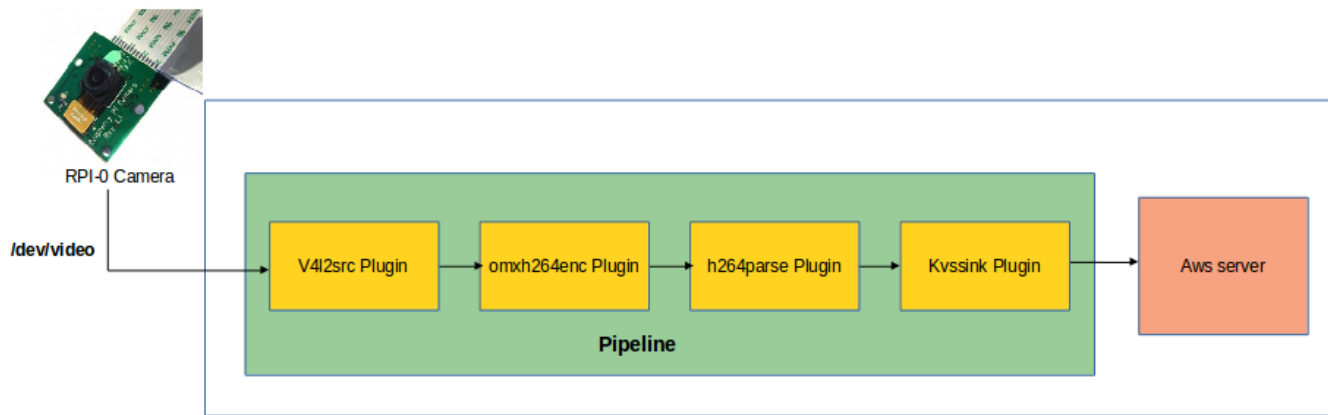 RPI-0 Camera
/dev/video
V4l2src Plugin
omxh264enc Plugin
h264parse Plugin
Kvssink Plugin
Aws server
Pipeline